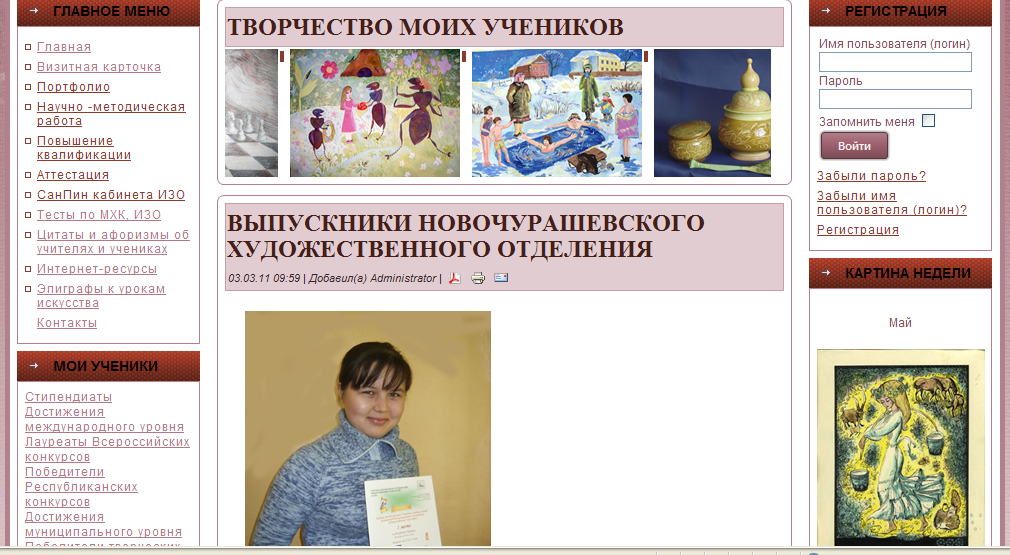 ГЛАВНОЕ МЕНЮ
Главная
Визитная карточка
Портфолио
Научно -методическая
работа
Повышение
квалификации
Аттестация
СанПин кабинета ИЗО
Тесты по МХК, ИЗО
Цитаты и афоризмы об
учителях и учениках
Интернет-ресурсы
Эпиграфы к урокам
искусства
Контакты
МОИ УЧЕНИКИ
Стипендиаты
Достижения
международного уровня
Лауреаты Всероссийских
конкурсов
Победители
Республиканских
конкурсов
Достижения
муниципального уровня
Победители творческих
ТВОРЧЕСТВО МОИХ УЧЕНИКОВ
ВЫПУСКНИКИ НОВОЧУРАШЕВСКОГО
ХУДОЖЕСТВЕННОГО ОТДЕЛЕНИЯ
03.03.11 09:59 | Добавил(а) Administrator |
РЕГИСТРАЦИЯ
Имя пользователя (логин)
Пароль
Запомнить меня
Войти
Забыли пароль?
Забыли имя
пользователя (логин)?
Регистрация
КАРТИНА НЕДЕЛИ
Май